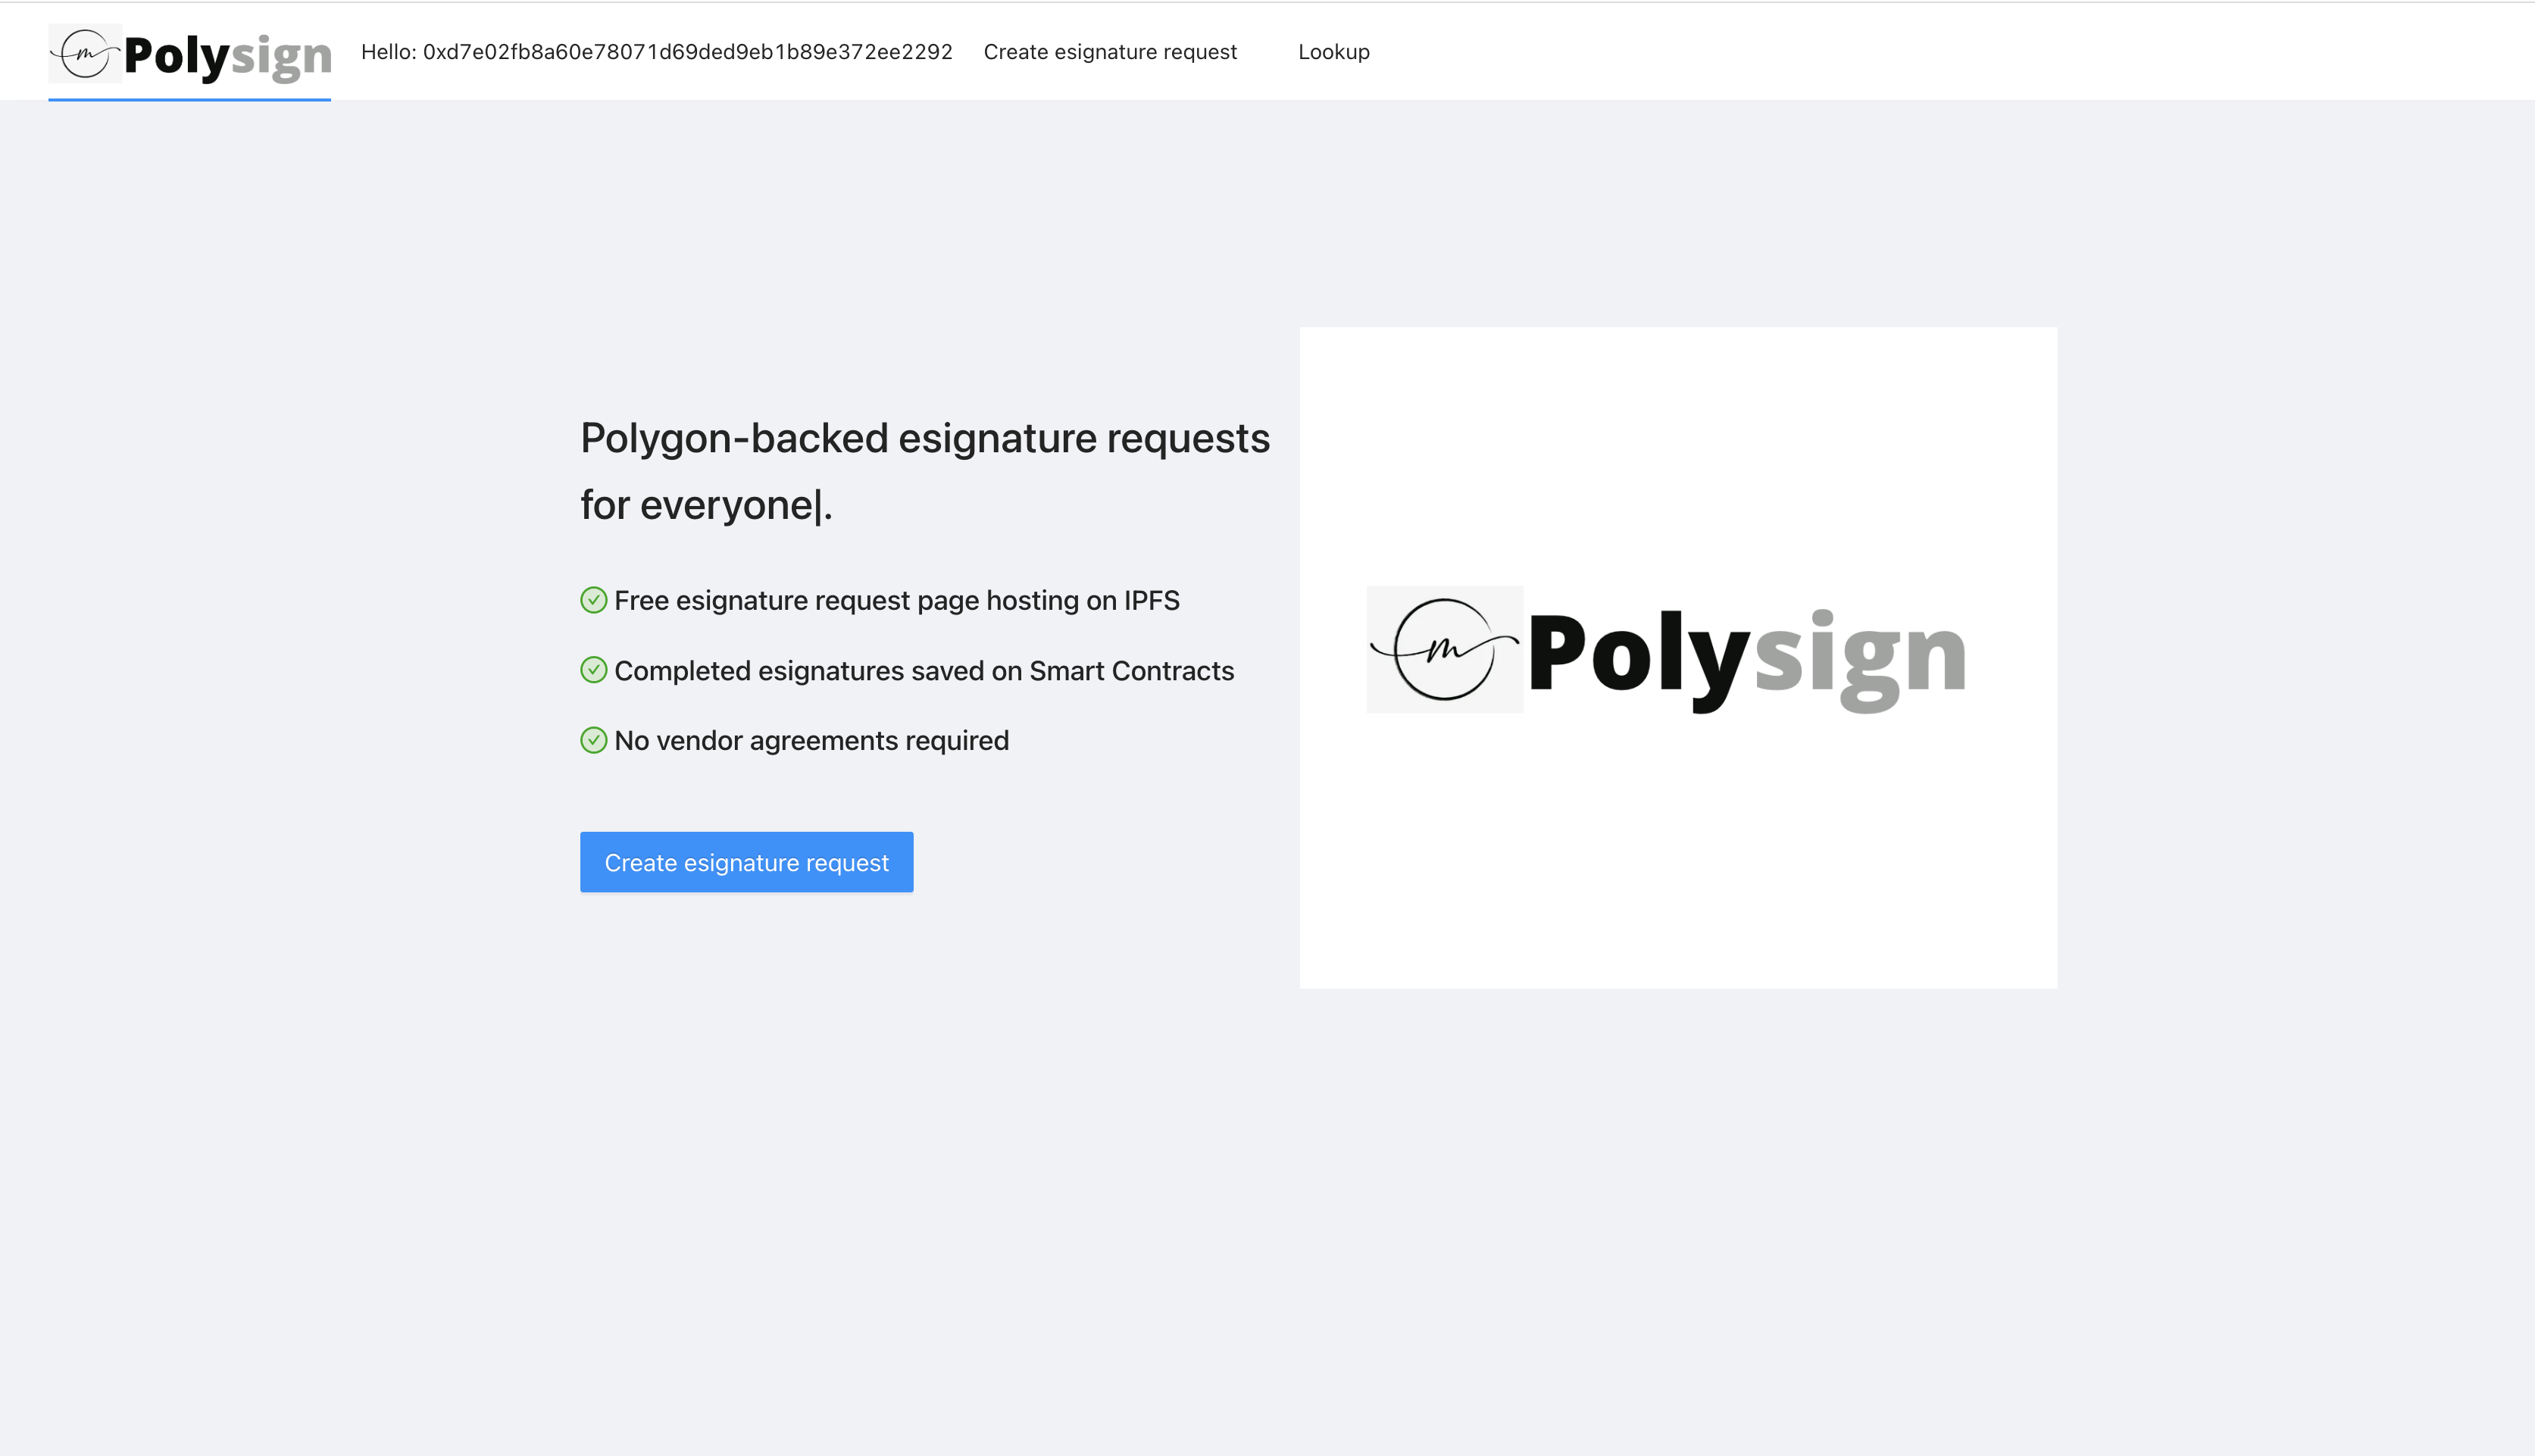 m Polysign Hello: 0xd7e02fb8a60e78071d69ded9eb1b89e372ee2292 Create esignature request Lookup
Polygon-backed esignature requests
for everyone|.
Free esignature request page hosting on IPFS
Completed esignatures saved on Smart Contracts
No vendor agreements required
Create esignature request
m Polysign